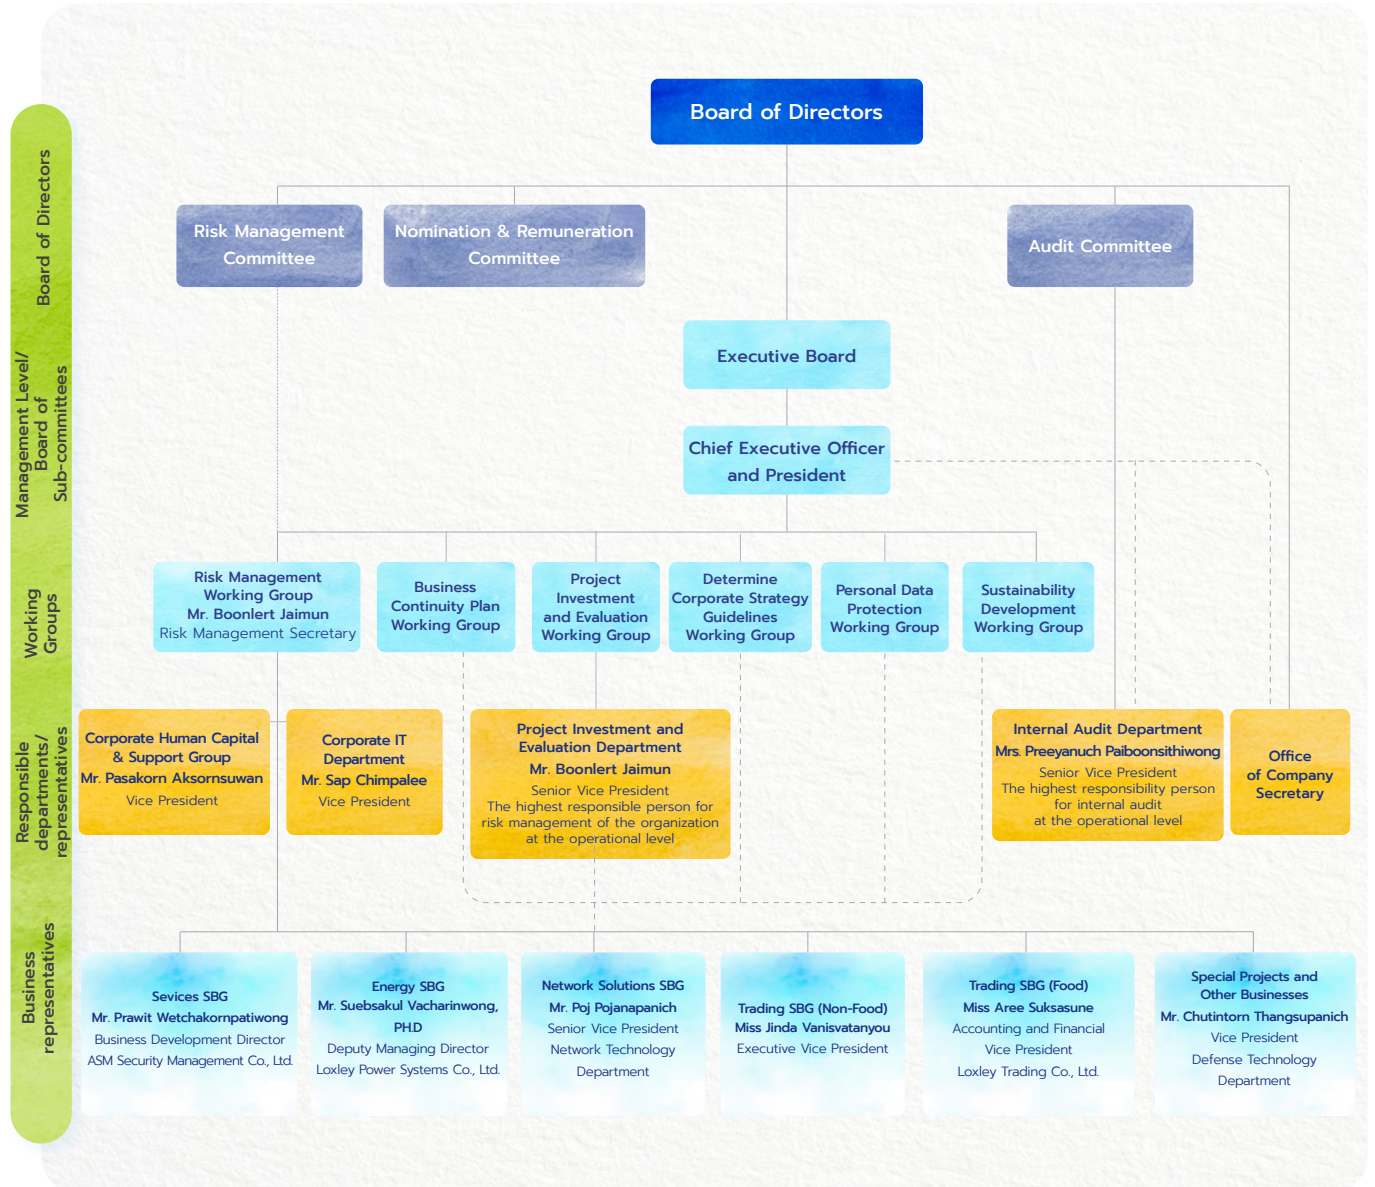 Board of Directors
Board of Directors
Risk Management
Committee
Nomination & Remuneration
Committee
Audit Committee
Management Level/
Board of
Sub-committees
Executive Board
Chief Executive Officer
and President
Working
Groups
Risk Management
Working Group
Mr. Boonlert Jaimun
Risk Management Secretary
Business
Continuity Plan
Working Group
Project
Investment
and Evaluation
Working Group
Determine
Corporate Strategy
Guidelines
Working Group
Personal Data
Protection
Working Group
Sustainability
Development
Working Group
Responsible
departments/
representatives
Corporate Human Capital
& Support Group
Mr. Pasakorn Aksornsuwan
Vice President
Corporate IT
Department
Mr. Sap Chimpalee
Vice President
Project Investment and
Evaluation Department
Mr. Boonlert Jaimun
Senior Vice President
The highest responsible person for
risk management of the organization
at the operational level
Internal Audit Department
Mrs. Preeyanuch Paiboonsithiwong
Senior Vice President
The highest responsibility person
for internal audit
at the operational level
Office
of Company
Secretary
Business
representatives
Sevices SBG
Mr. Prawit Wetchakornpatiwong
Business Development Director
ASM Security Management Co., Ltd.
Energy SBG
Mr. Suebsakul Vacharinwong,
PH.D
Deputy Managing Director
Loxley Power Systems Co., Ltd.
Network Solutions SBG
Mr. Poj Pojanapanich
Senior Vice President
Network Technology
Department
Trading SBG (Non-Food)
Miss Jinda Vanisvatanyou
Executive Vice President
Trading SBG (Food)
Miss Aree Suksasune
Accounting and Financial
Vice President
Loxley Trading Co., Ltd.
Special Projects and
Other Businesses
Mr. Chutintorn Thangsupanich
Vice President
Defense Technology
Department